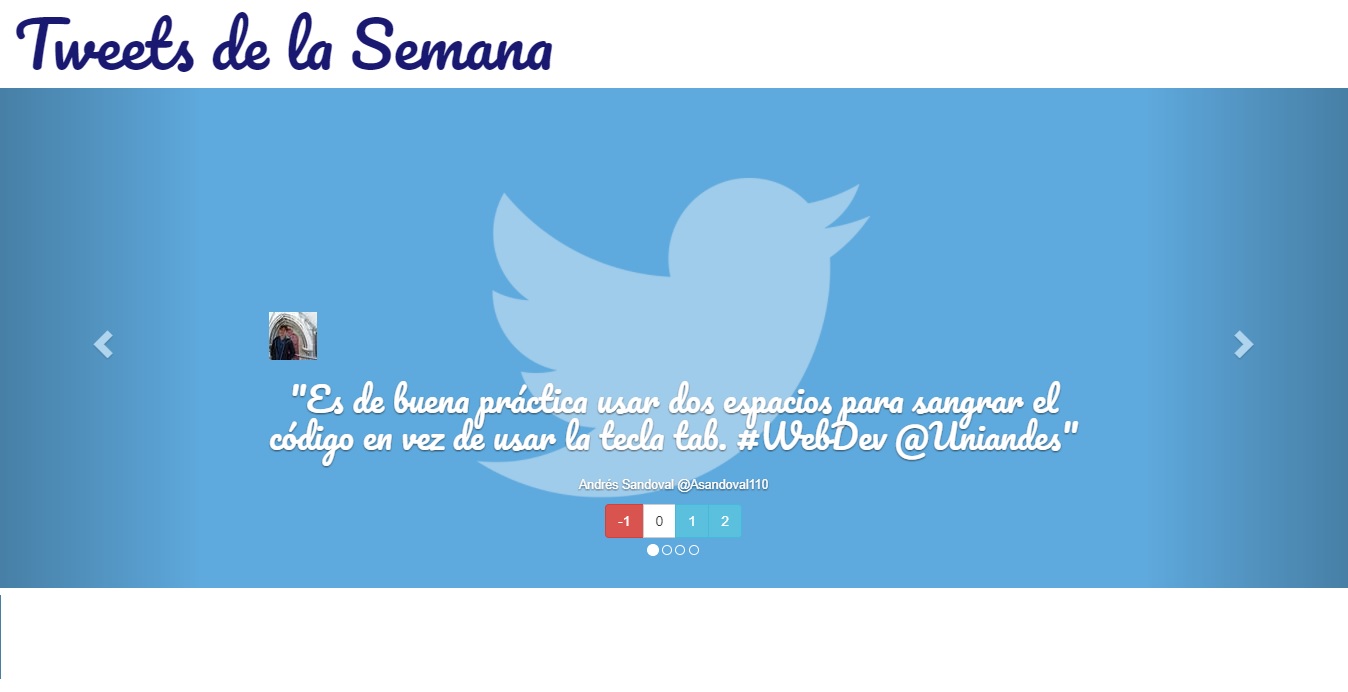 Tweets de la Semana
"Es de buena práctica usar dos espacios para sangrar el
código en vez de usar la tecla tab. #WebDev @Uniandes"
Andrés Sandoval @Asandoval110
-1 0 1 2